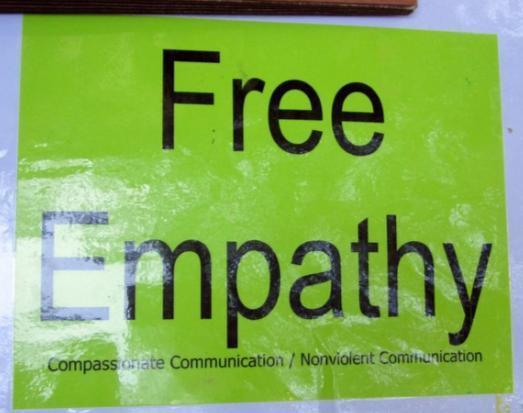 Free
Empathy
Compassionate Communication / Nonviolent Communication